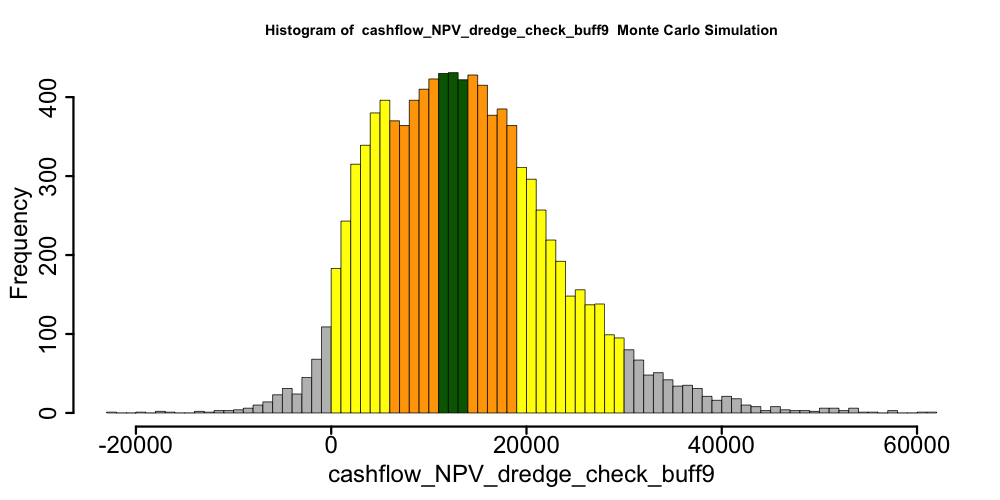 Histogram of cashflow_NPV_dredge_check_buff9 Monte Carlo Simulation
Frequency
400
300
200
100
0
-20000 0 20000 40000 60000
cashflow_NPV_dredge_check_buff9